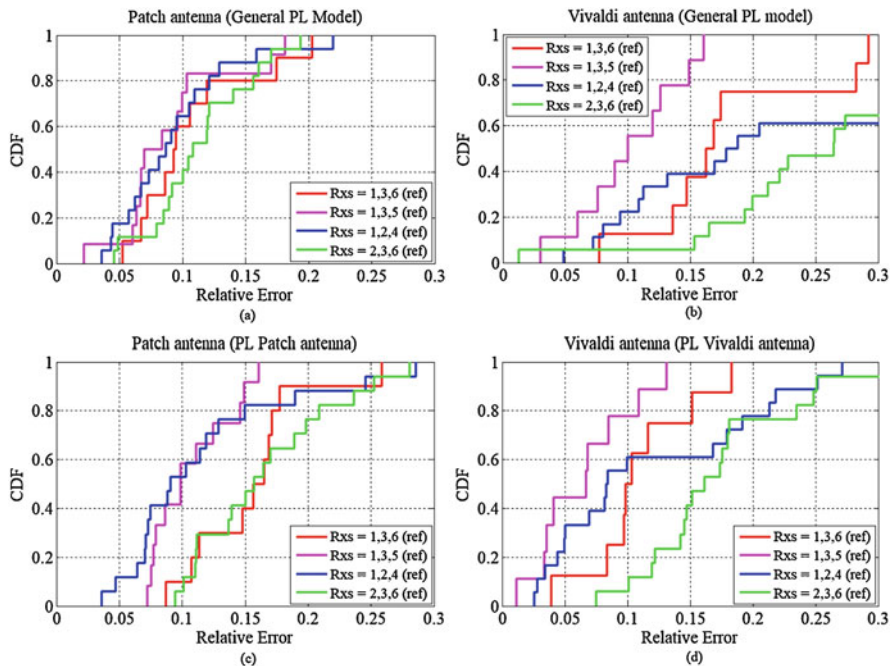 Patch antenna (General PL Model)
1
0.8
0.6
0.4
0.2
0
CDF
0 0.05 0.1 0.15 0.2 0.25 0.3
Relative Error
Rxs = 1,3,6 (ref)
Rxs = 1,3,5 (ref)
Rxs = 1,2,4 (ref)
Rxs = 2,3,6 (ref)
(a)
Vivaldi antenna (General PL model)
Rxs = 1,3,6 (ref)
Rxs = 1,3,5 (ref)
Rxs = 1,2,4 (ref)
Rxs = 2,3,6 (ref)
1
0.8
0.6
0.4
0.2
0
CDF
0 0.05 0.1 0.15 0.2 0.25 0.3
Relative Error
(b)
Patch antenna (PL Patch antenna)
1
0.8
0.6
0.4
0.2
0
CDF
Rxs = 1,3,6 (ref)
Rxs = 1,3,5 (ref)
Rxs = 1,2,4 (ref)
Rxs = 2,3,6 (ref)
0 0.05 0.1 0.15 0.2 0.25 0.3
Relative Error
(c)
Vivaldi antenna (PL Vivaldi antenna)
1
0.8
0.6
0.4
0.2
0
CDF
Rxs = 1,3,6 (ref)
Rxs = 1,3,5 (ref)
Rxs = 1,2,4 (ref)
Rxs = 2,3,6 (ref)
0 0.05 0.1 0.15 0.2 0.25 0.3
Relative Error
(d)